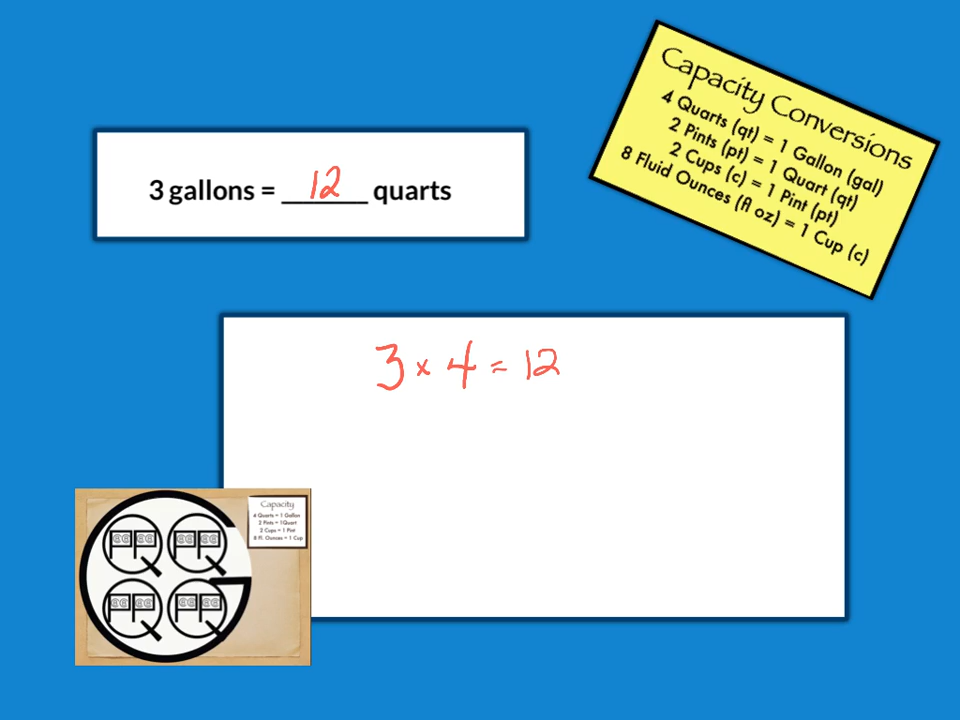 Capacity Conversions
4 Quarts (qt) = 1 Gallon (gal)
2 Pints (pt) = 1 Quart (qt)
2 Cups (c) = 1 Pint (pt)
8 Fluid Ounces (fl oz) = 1 Cup (c)
3 gallons = 12 quarts
3 x 4 = 12
Capacity
4 Quarts = 1 Gallon
2 Pints = 1Quart
2 Cups = 1 Pint
8 fl. Ounces = 1 Cup
G
Q Q
P P P P
C C C C C C C C
Q Q
P P P P
C C C C C C C C